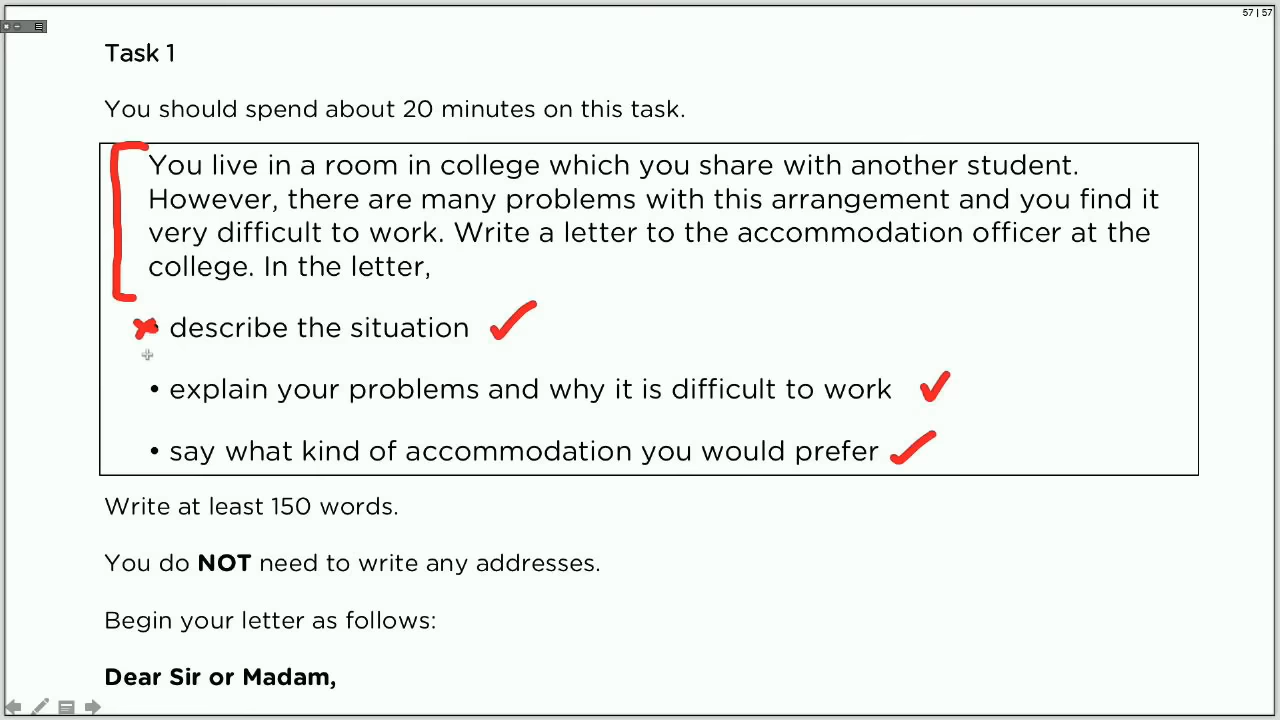 57 | 57
Task 1
You should spend about 20 minutes on this task.
You live in a room in college which you share with another student.
However, there are many problems with this arrangement and you find it
very difficult to work. Write a letter to the accommodation officer at the
college. In the letter,
• describe the situation
• explain your problems and why it is difficult to work
• say what kind of accommodation you would prefer
Write at least 150 words.
You do NOT need to write any addresses.
Begin your letter as follows:
Dear Sir or Madam,